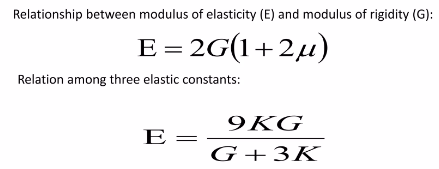 Relationship between modulus of elasticity (E) and modulus of rigidity (G):
E = 2G(1+2μ)
Relation among three elastic constants:
E = 9KG / G + 3K